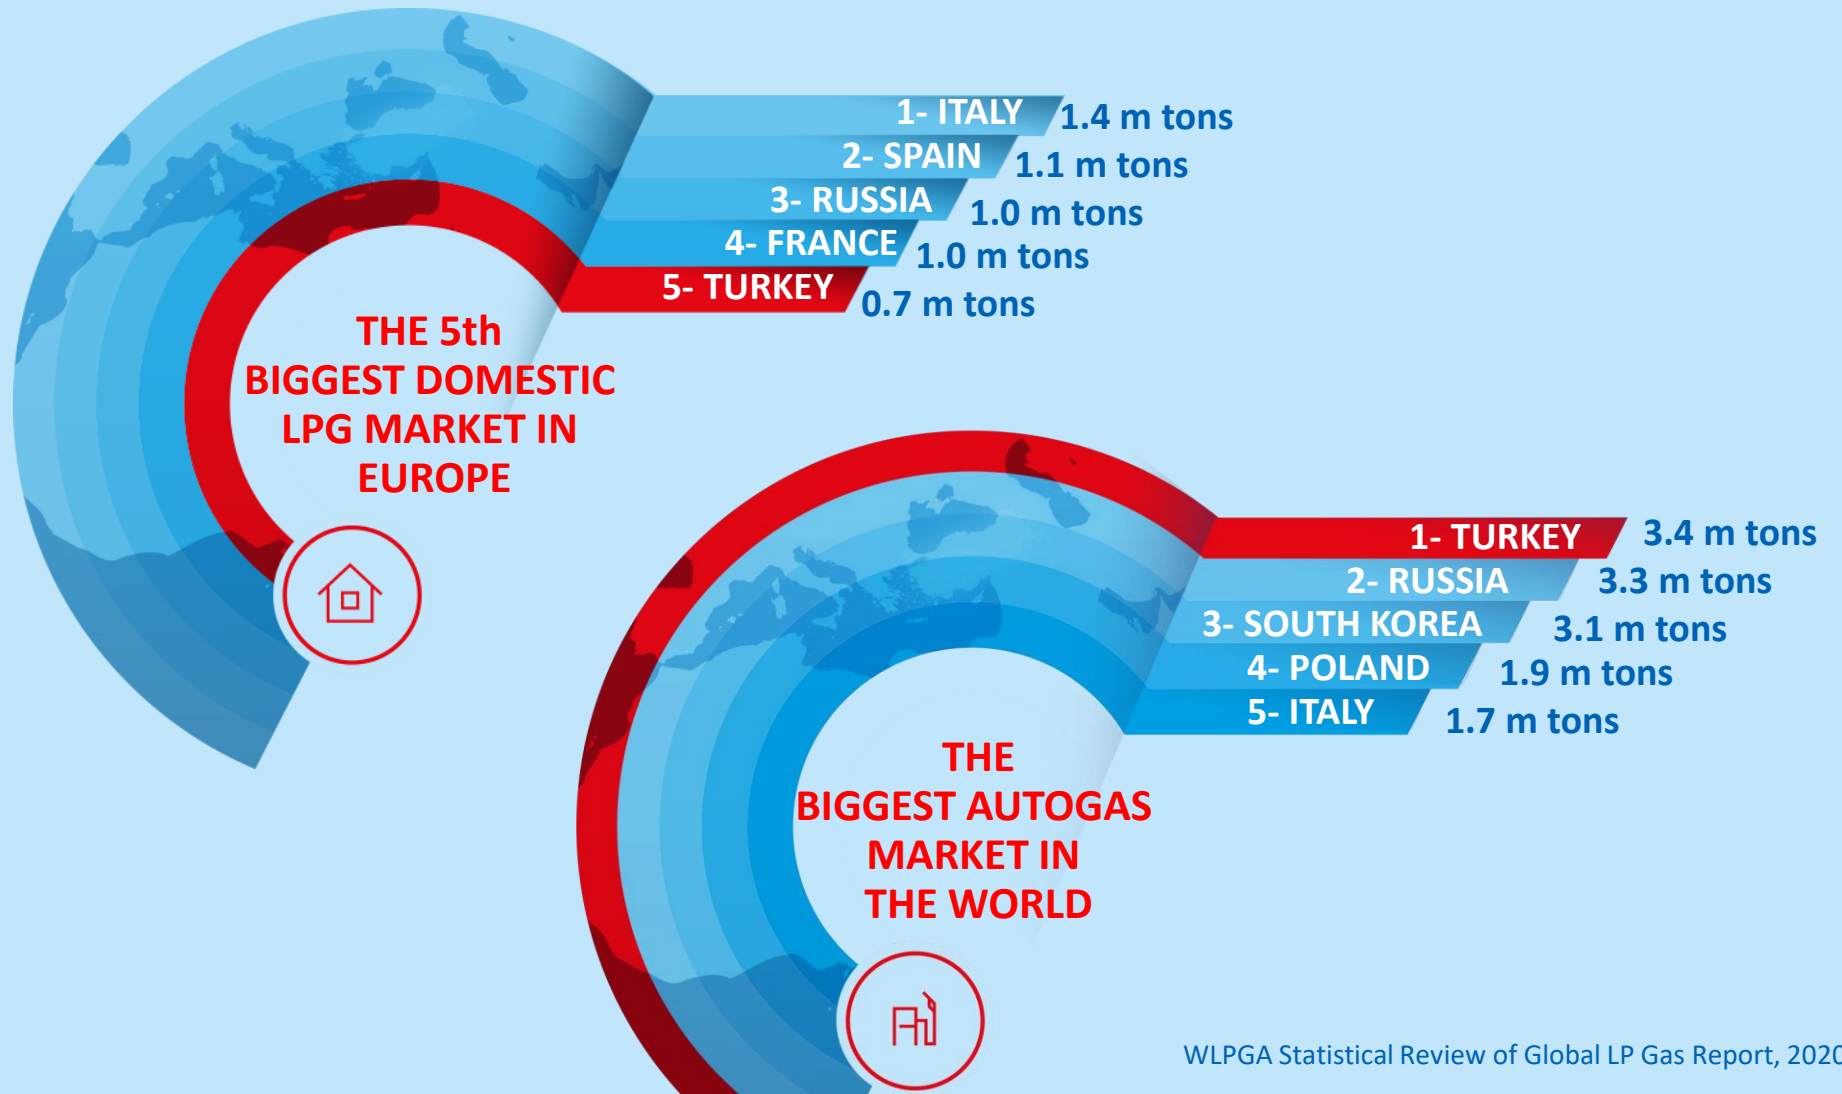 1- ITALY 1.4 m tons
2- SPAIN 1.1 m tons
3- RUSSIA 1.0 m tons
4- FRANCE 1.0 m tons
5- TURKEY 0.7 m tons
THE 5th
BIGGEST DOMESTIC
LPG MARKET IN
EUROPE
1- TURKEY 3.4 m tons
2- RUSSIA 3.3 m tons
3- SOUTH KOREA 3.1 m tons
4- POLAND 1.9 m tons
5- ITALY 1.7 m tons
THE
BIGGEST AUTOGAS
MARKET IN
THE WORLD
WLPGA Statistical Review of Global LP Gas Report, 2020